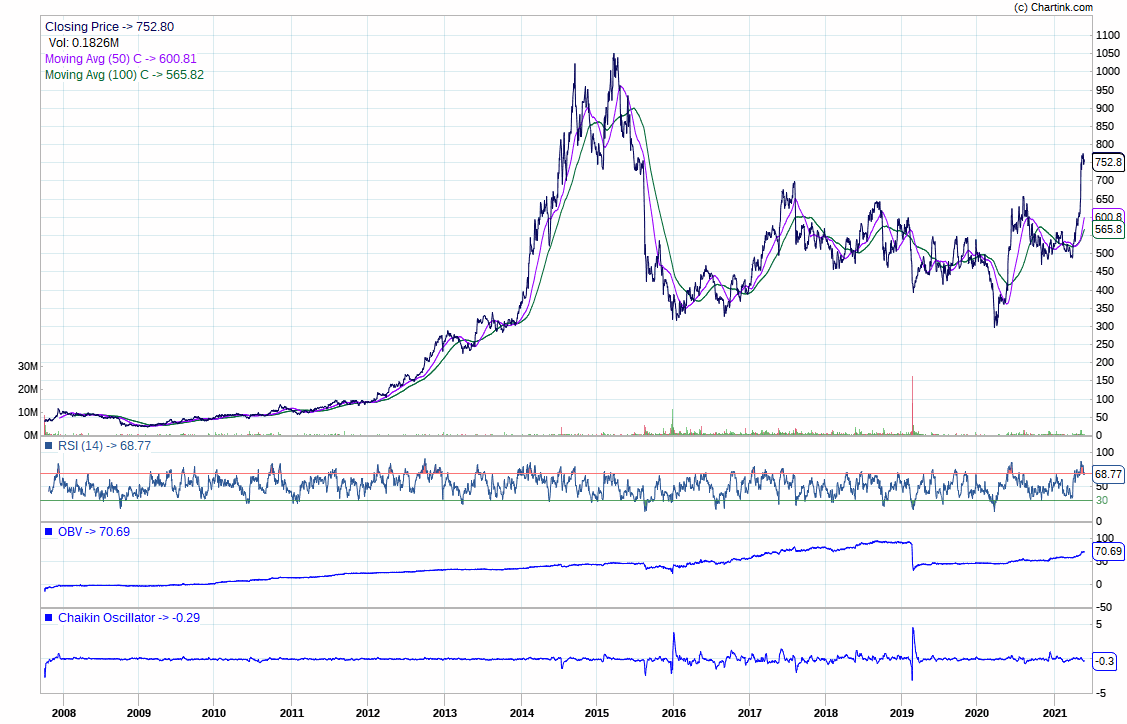 (c) Chartink.com
Closing Price -> 752.80
Vol: 0.1826M
Moving Avg (50) C -> 600.81
Moving Avg (100) C -> 565.82
1100
1050
1000
950
900
850
800
752.8
700
650
600.8
565.8
500
450
400
350
300
250
200
150
100
50
0
30M
20M
10M
0M
RSI (14) -> 68.77
100
68.77
50
30
0
OBV -> 70.69
100
70.69
50
0
-50
Chaikin Oscillator -> -0.29
5
-0.3
-5
2008 2009 2010 2011 2012 2013 2014 2015 2016 2017 2018 2019 2020 2021